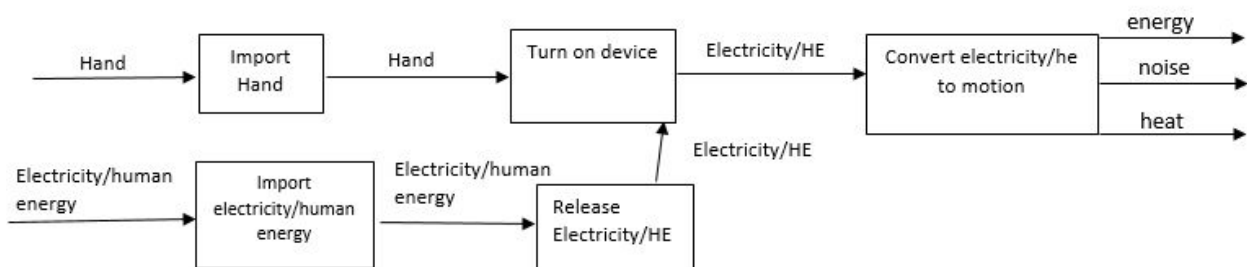 Hand
Import
Hand
Hand
Turn on device
Electricity/HE
Convert electricity/he
to motion
energy
noise
heat
Electricity/human
energy
Import
electricity/human
energy
Electricity/human
energy
Release
Electricity/HE
Electricity/HE